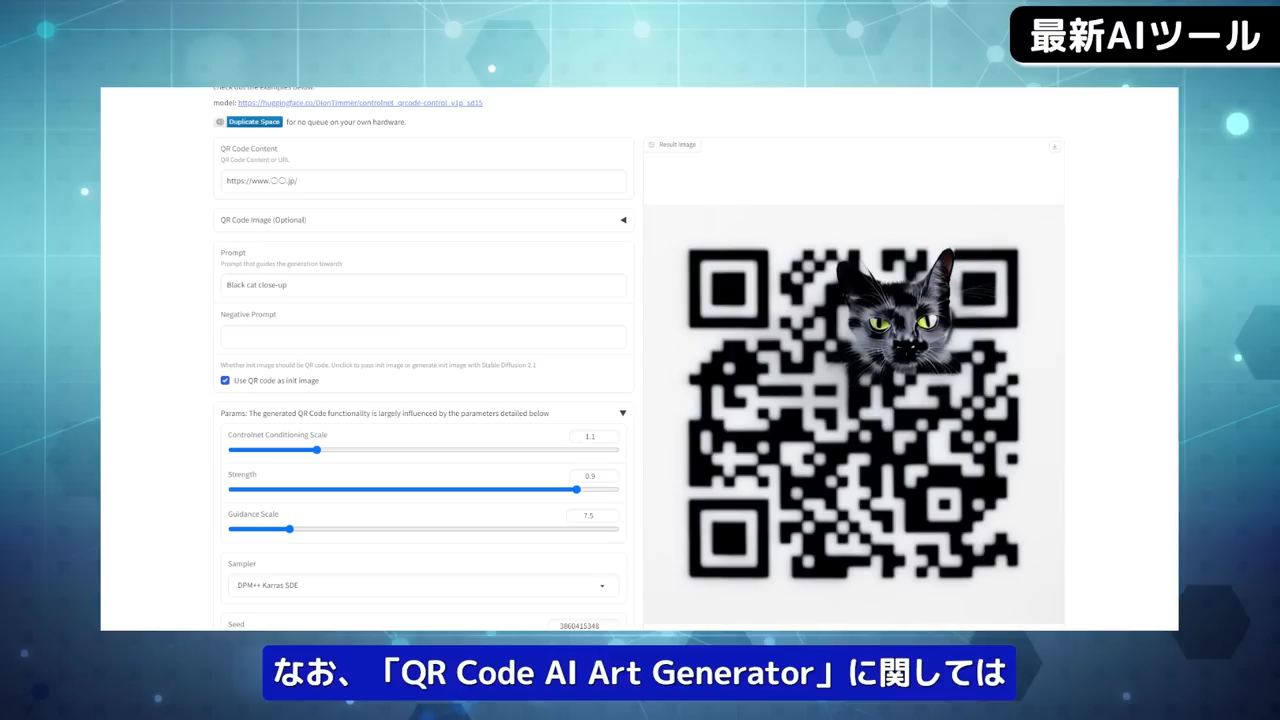 最新AIツール
check out the examples below.
model: https://huggingface.co/DionTimmer/controlnet_qrcode-control_v1p_sd15
Duplicate Space for no queue on your own hardware.
QR Code Content
QR Code Content or URL
https://www.〇〇.jp/
QR Code Image (Optional)
Prompt
Prompt that guides the generation towards
Black cat close-up
Negative Prompt
Whether init image should be QR code. Unclick to pass init image or generate init image with Stable Diffusion 2.1
Use QR code as init image
Params: The generated QR Code functionality is largely influenced by the parameters detailed below
Controlnet Conditioning Scale
1.1
Strength
0.9
Guidance Scale
7.5
Sampler
DPM++ Karras SDE
Seed
3860415348
Result Image
なお、「QR Code AI Art Generator」に関しては